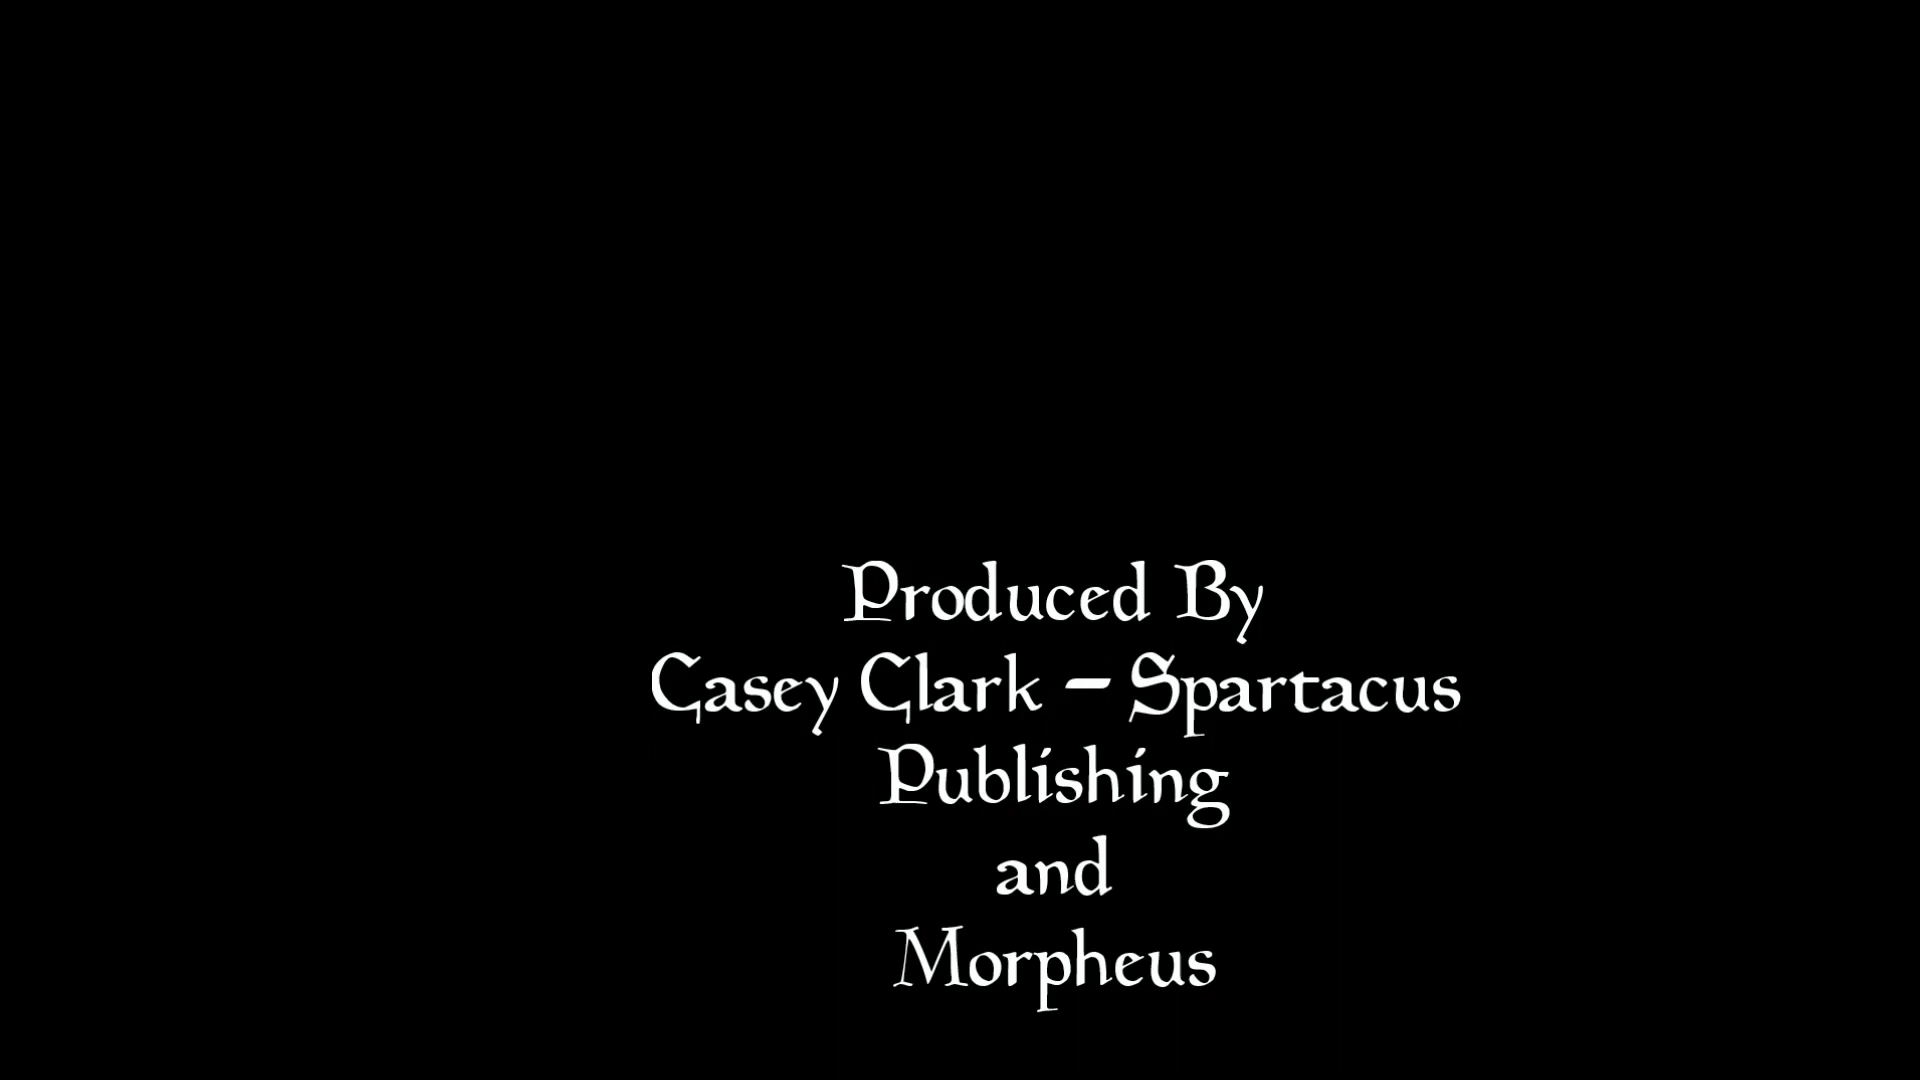 Produced By
Casey Clark - Spartacus
Publishing
and
Morpheus